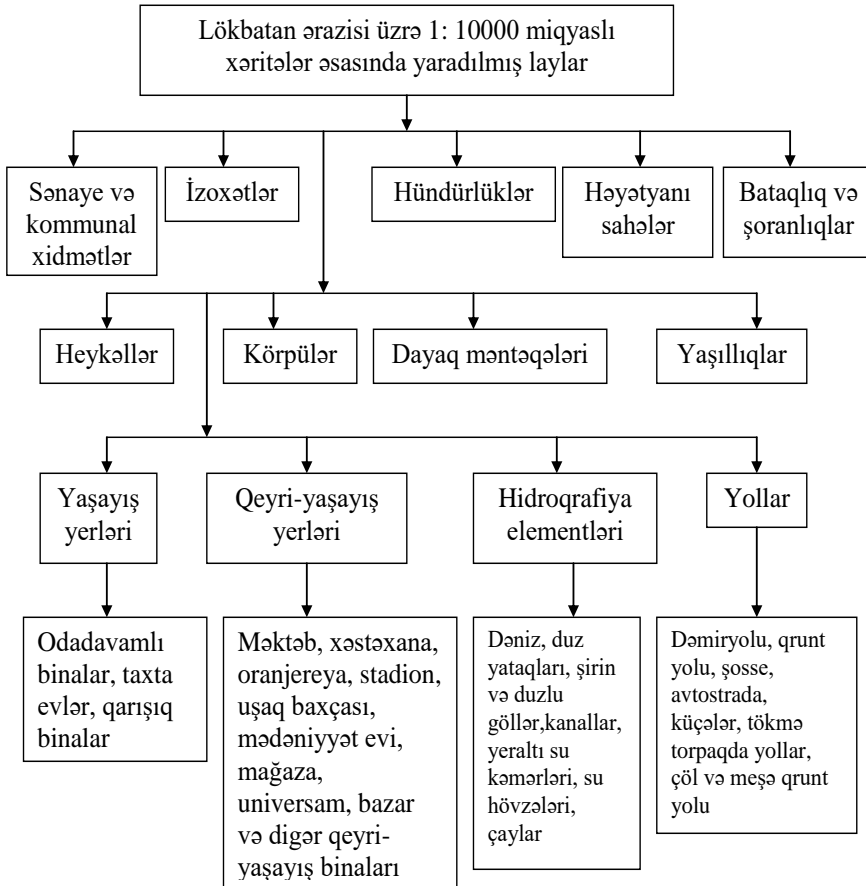 Lökbatan ərazisi üzrə 1: 10000 miqyaslı
xəritələr əsasında yaradılmış laylar
Sənaye və
kommunal
xidmətlər
İzoxətlər
Hündürlüklər
Həyətyanı
sahələr
Bataqlıq və
şoranlıqlar
Heykəllər
Körpülər
Dayaq məntəqələri
Yaşıllıqlar
Yaşayış
yerləri
Qeyri-yaşayış
yerləri
Hidroqrafiya
elementləri
Yollar
Odadavamlı
binalar, taxta
evlər, qarışıq
binalar
Məktəb, xəstəxana,
oranjereya, stadion,
uşaq baxçası,
mədəniyyət evi,
mağaza,
universam, bazar
və digər qeyri-
yaşayış binaları
Dəniz, duz
yataqları, şirin
və duzlu
göllər,kanallar,
yeraltı su
kəmərləri, su
hövzələri,
çaylar
Dəmiryolu, qrunt
yolu, şosse,
avtostrada,
küçələr, tökmə
torpaqda yollar,
çöl və meşə qrunt
yolu